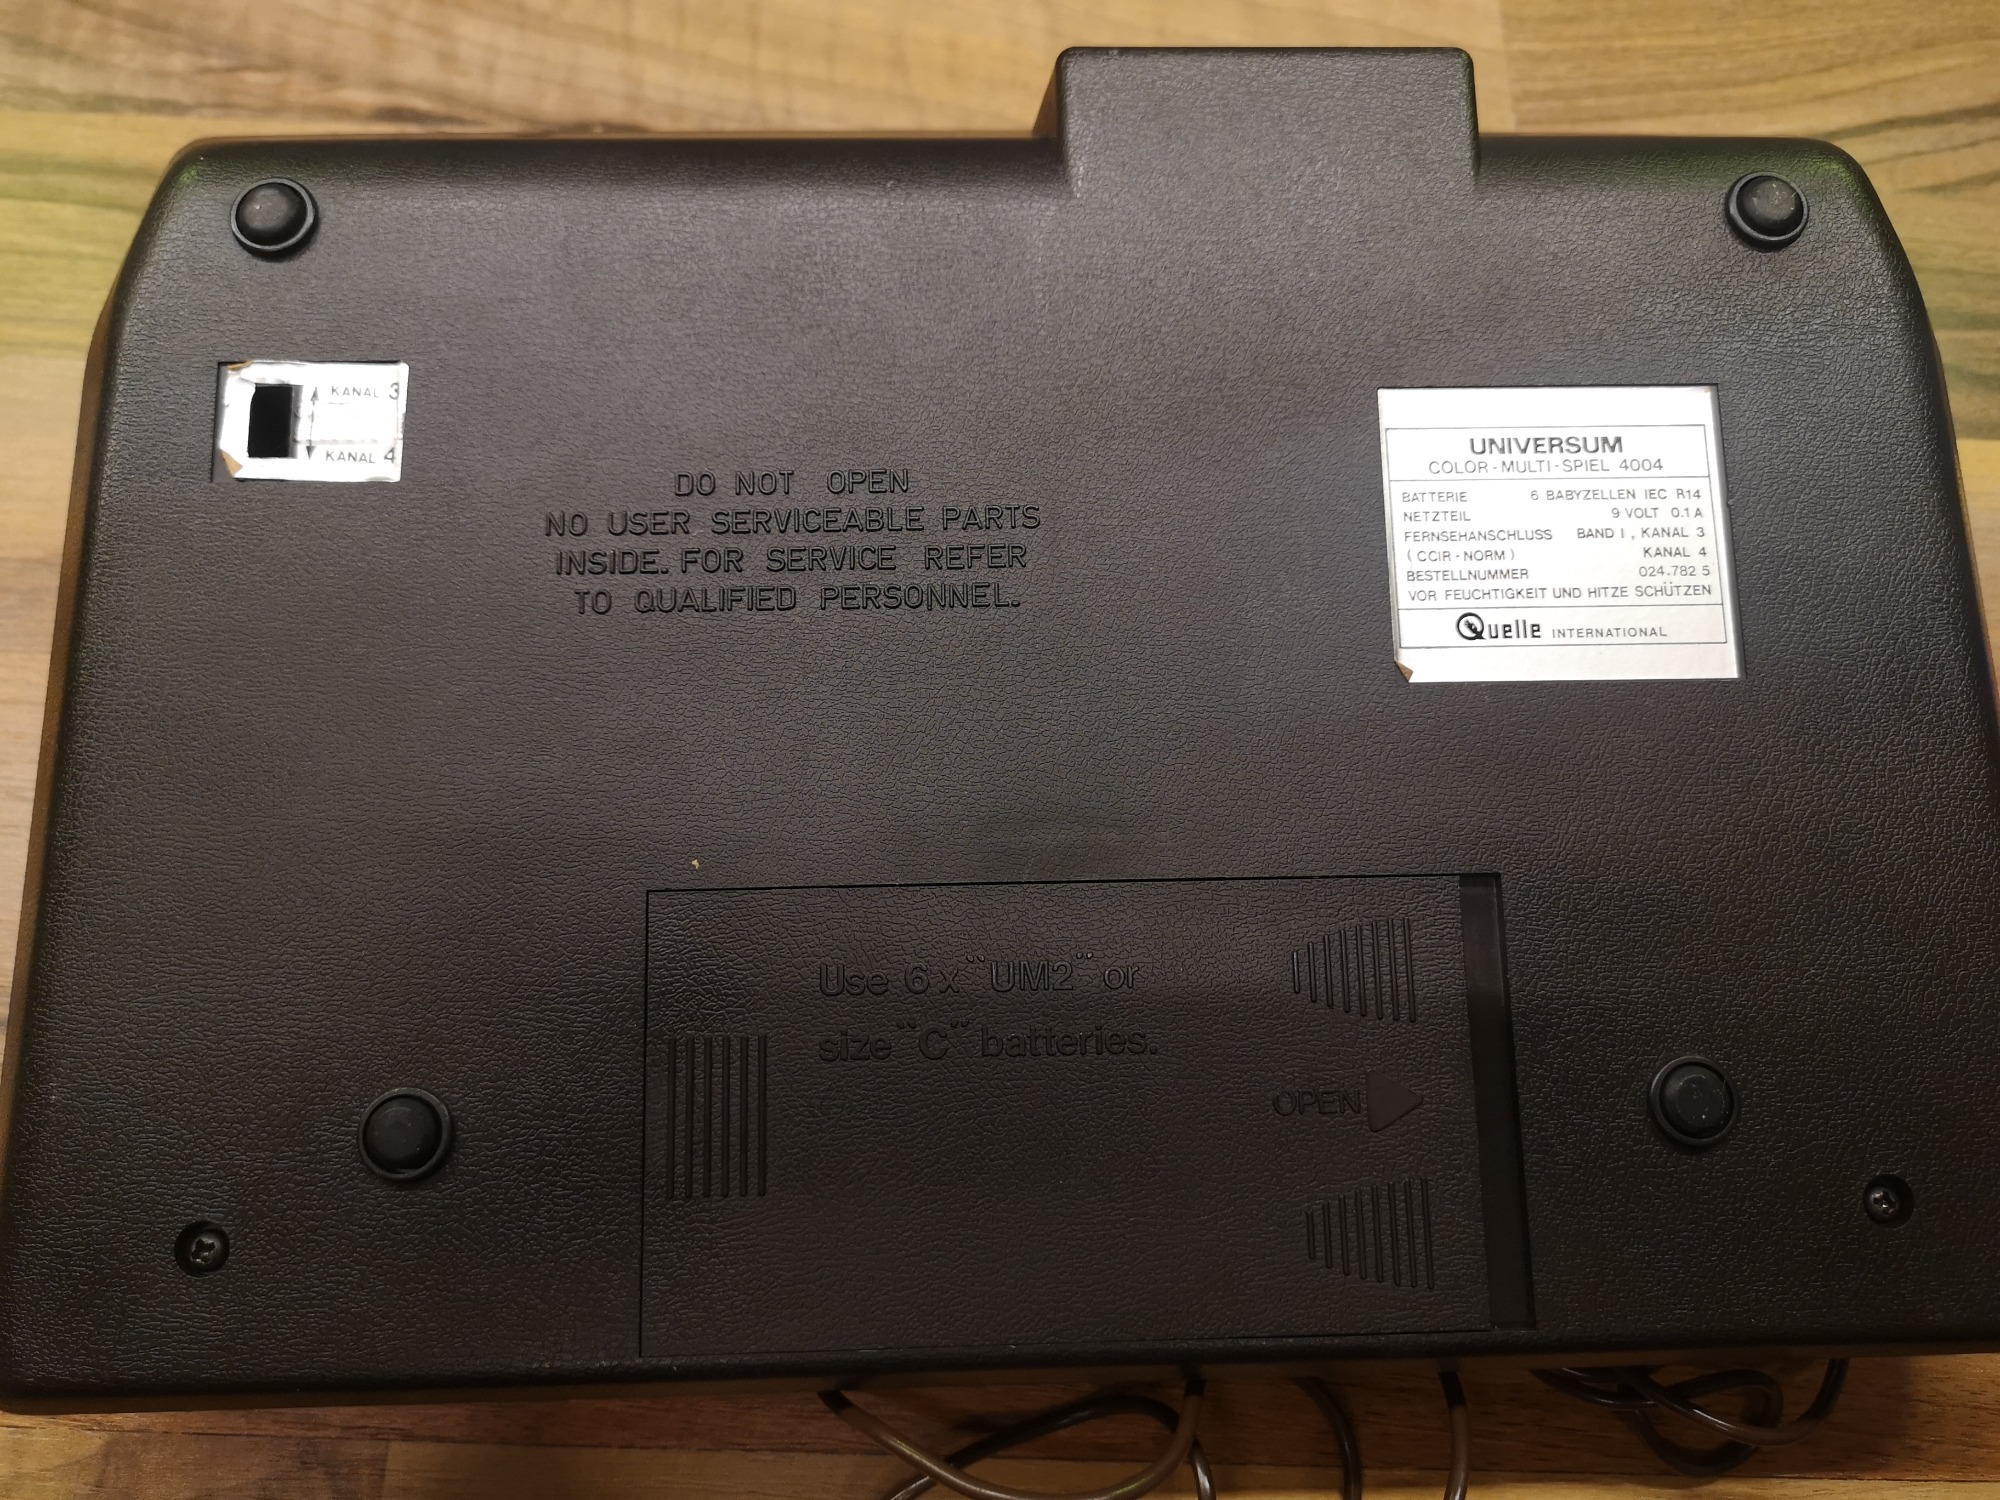 KANAL 3
KANAL 4
DO NOT OPEN
NO USER SERVICEABLE PARTS
INSIDE. FOR SERVICE REFER
TO QUALIFIED PERSONNEL.
UNIVERSUM
COLOR-MULTI-SPIEL 4004
BATTERIE 6 BABYZELLEN IEC R14
NETZTEIL 9 VOLT 0.1 A
FERNSEHANSCHLUSS BAND I, KANAL 3
(CCIR-NORM) KANAL 4
BESTELLNUMMER 024.782 5
VOR FEUCHTIGKEIT UND HITZE SCHÜTZEN
Quelle INTERNATIONAL
Use 6x "UM2" or
size "C" batteries.
OPEN